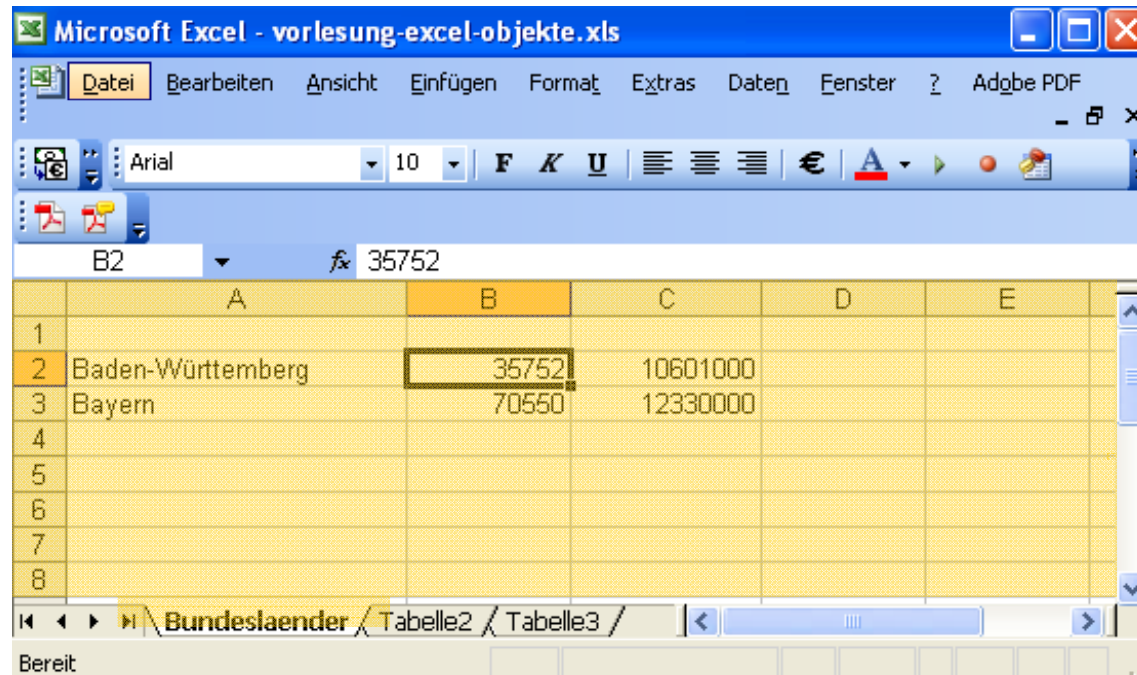 Microsoft Excel - vorlesung-excel-objekte.xls
Datei Bearbeiten Ansicht Einfügen Format Extras Daten Fenster ? Adobe PDF
Arial 10 F K U € A
B2 fx 35752
A B C D E
1
2 Baden-Württemberg 35752 10601000
3 Bayern 70550 12330000
4
5
6
7
8
Bundeslaender Tabelle2 Tabelle3
Bereit